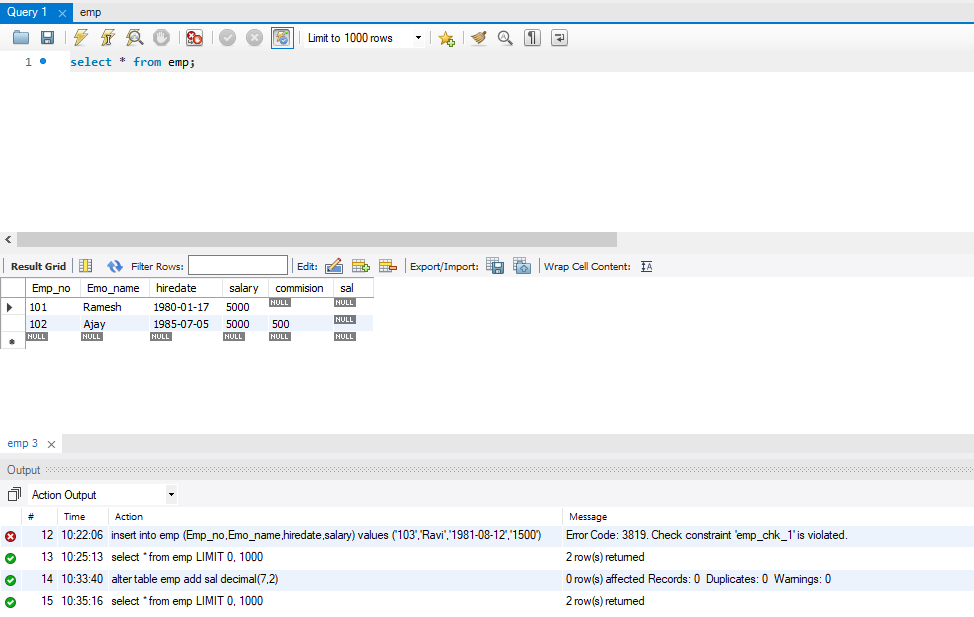 Query 1 emp
Limit to 1000 rows
1 select * from emp;
Result Grid Filter Rows: Edit: Export/Import: Wrap Cell Content:
Emp_no Emo_name hiredate salary commision sal
101 Ramesh 1980-01-17 5000 NULL NULL
102 Ajay 1985-07-05 5000 500 NULL
NULL NULL NULL NULL NULL NULL
emp 3
Output
Action Output
# Time Action Message
12 10:22:06 insert into emp (Emp_no,Emo_name,hiredate,salary) values ('103','Ravi','1981-08-12','1500') Error Code: 3819. Check constraint 'emp_chk_1' is violated.
13 10:25:13 select * from emp LIMIT 0, 1000 2 row(s) returned
14 10:33:40 alter table emp add sal decimal(7,2) 0 row(s) affected Records: 0 Duplicates: 0 Warnings: 0
15 10:35:16 select * from emp LIMIT 0, 1000 2 row(s) returned